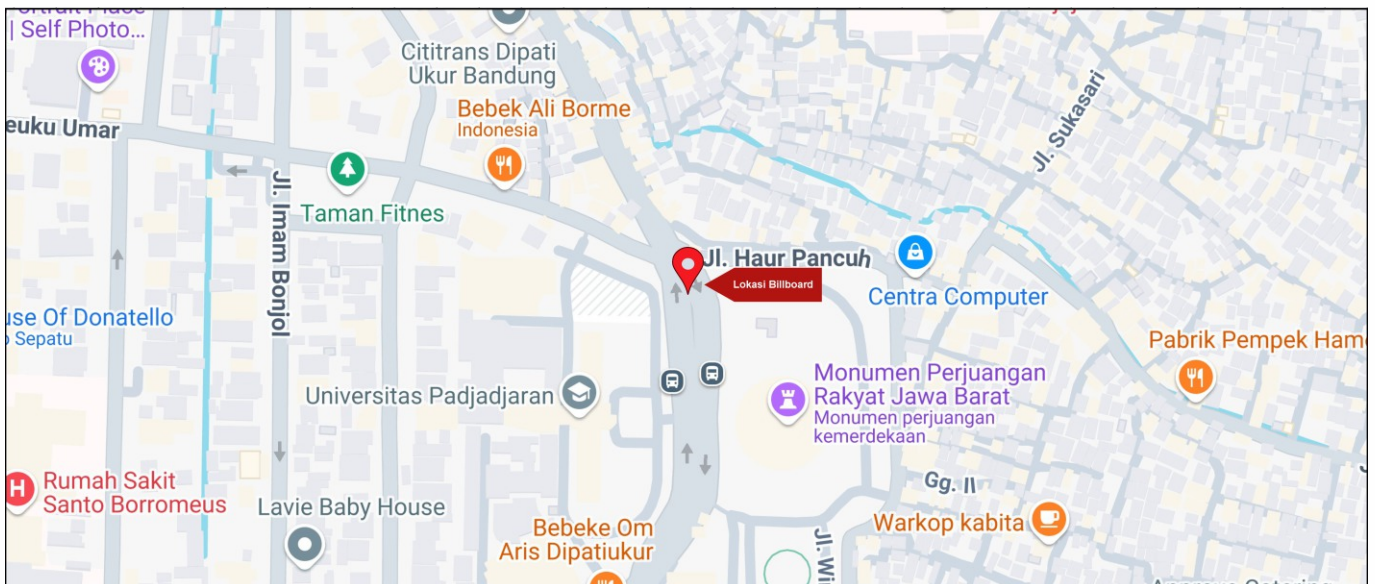 | Self Photo...
Cititrans Dipati
Ukur Bandung
Bebek Ali Borme
Indonesia
euku Umar
Jl. Sukasari
Taman Fitnes
Jl. Imam Bonjol
Jl. Haur Pancuh
Lokasi Billboard
Centra Computer
use Of Donatello
Sepatu
Pabrik Pempek Ham
Universitas Padjadjaran
Monumen Perjuangan
Rakyat Jawa Barat
Monumen perjuangan
kemerdekaan
H
Rumah Sakit
Santo Borromeus
Lavie Baby House
Gg. II
Warkop kabita
Bebeke Om
Aris Dipatiukur
Jl. Wi